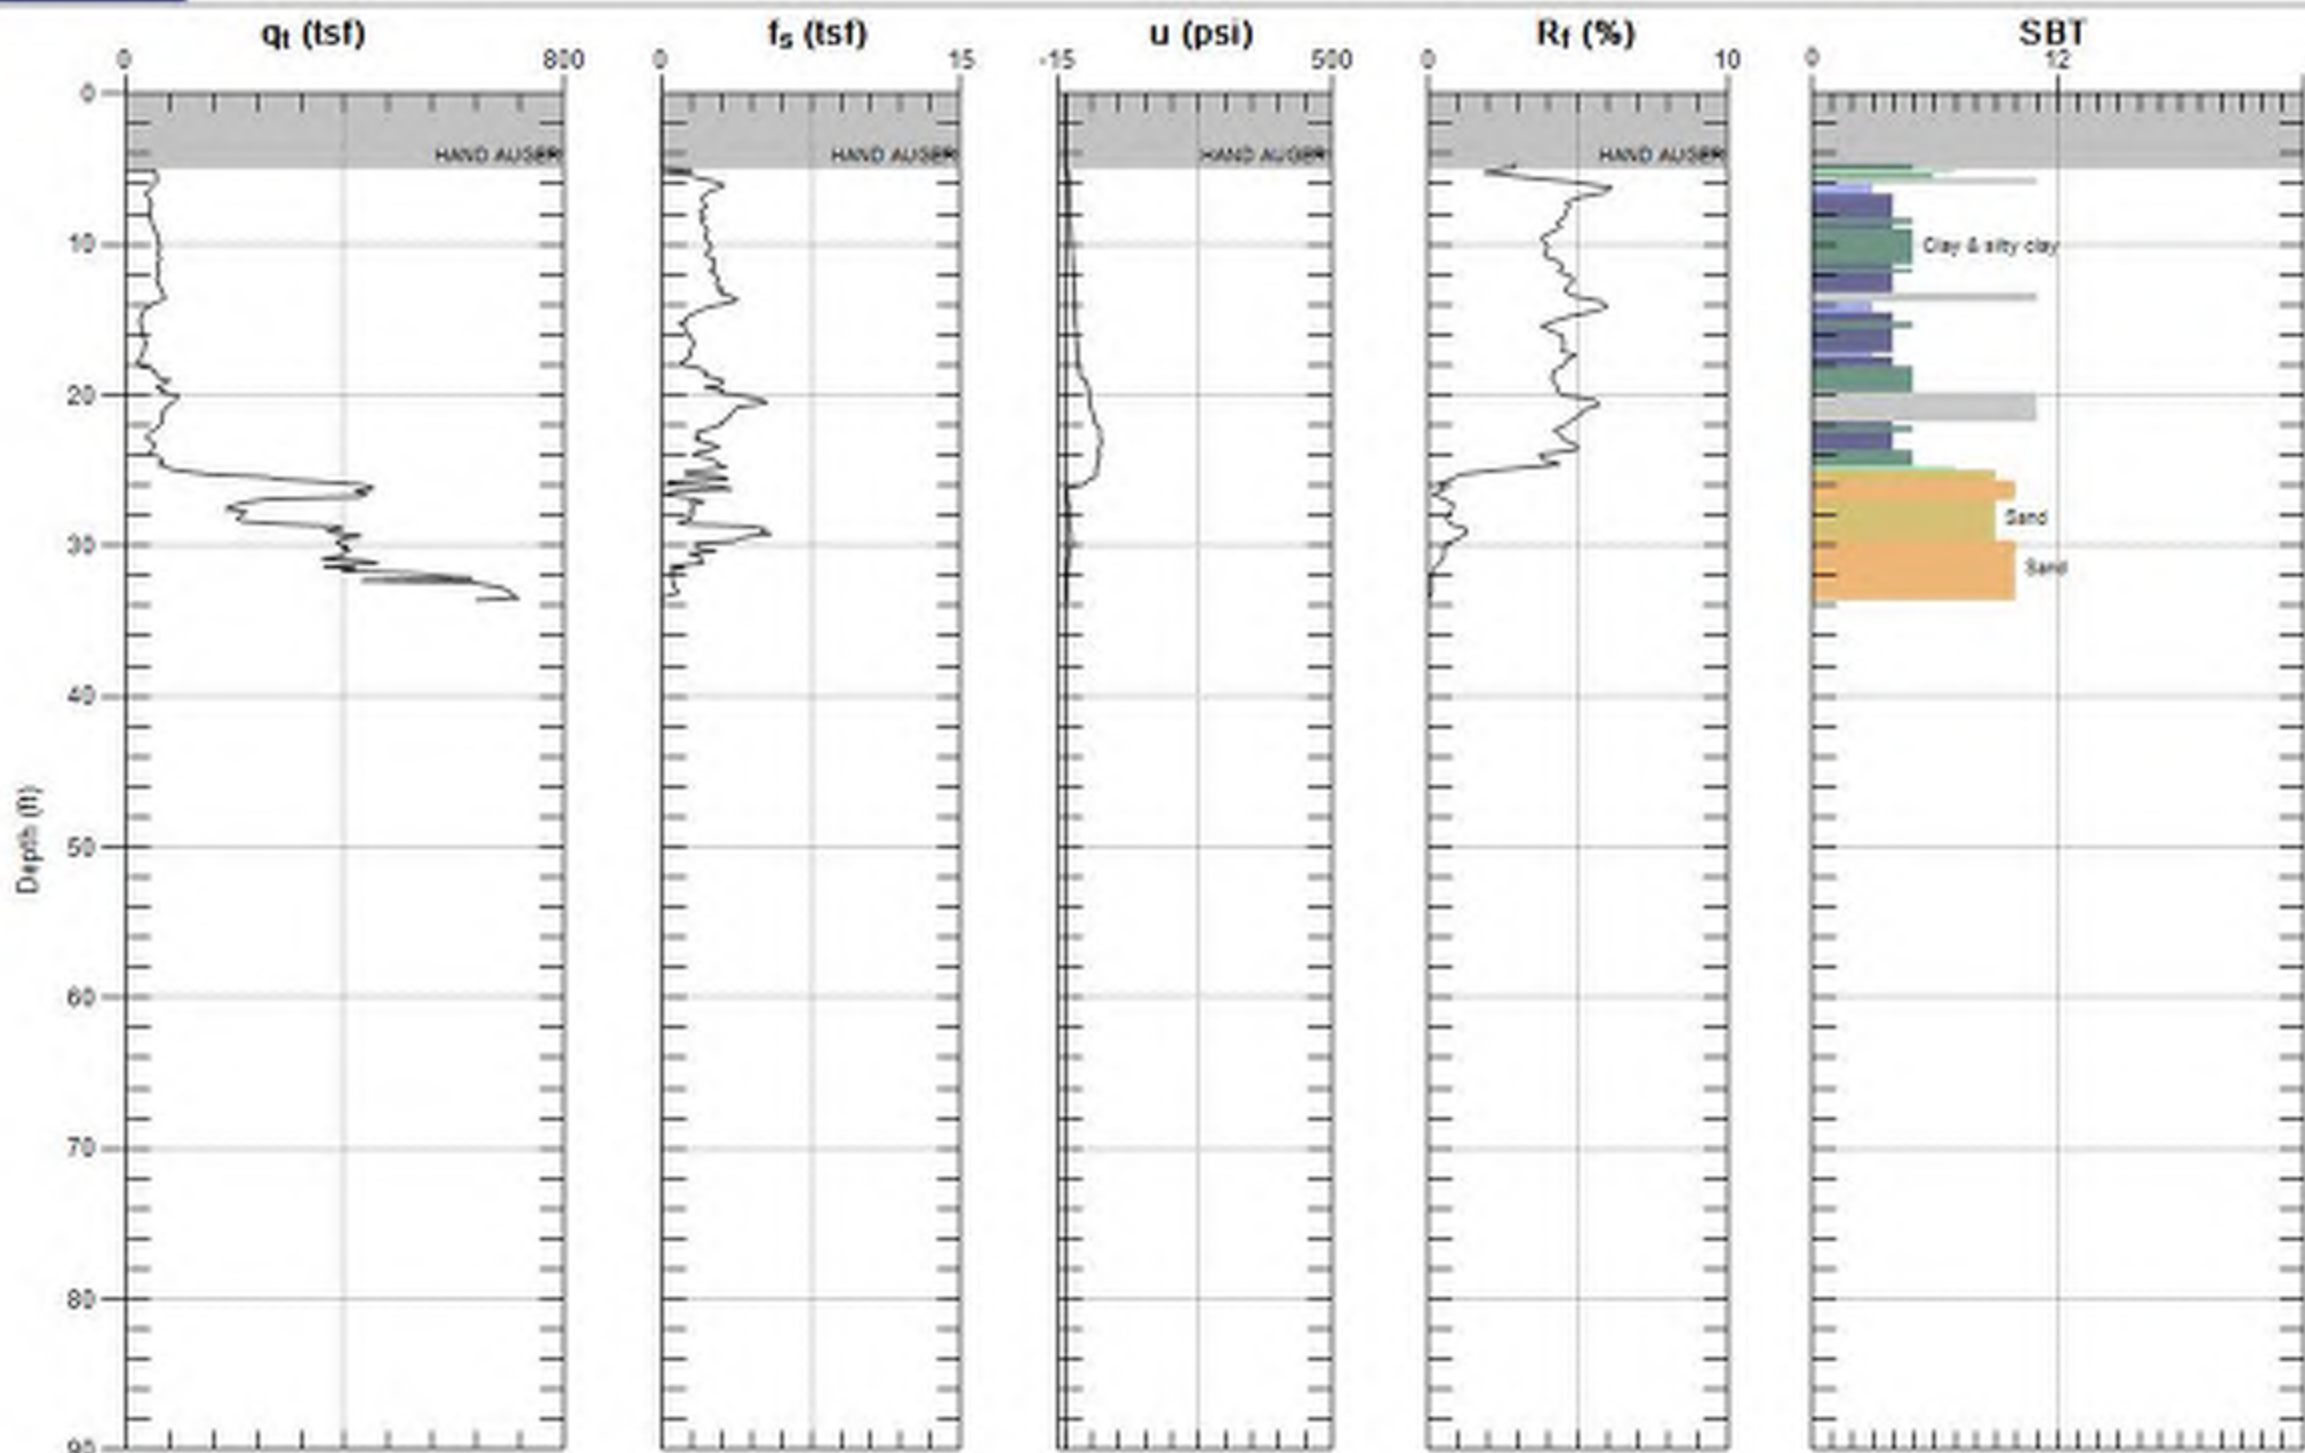 qt (tsf) fs (tsf) u (psi) Rf (%) SBT
0 800 0 15 -15 500 0 10 0 12
0
HAND AUGER HAND AUGER HAND AUGER HAND AUGER
10
Clay & silty clay
20
Sand
30
Sand
40
Depth (ft)
50
60
70
80
90